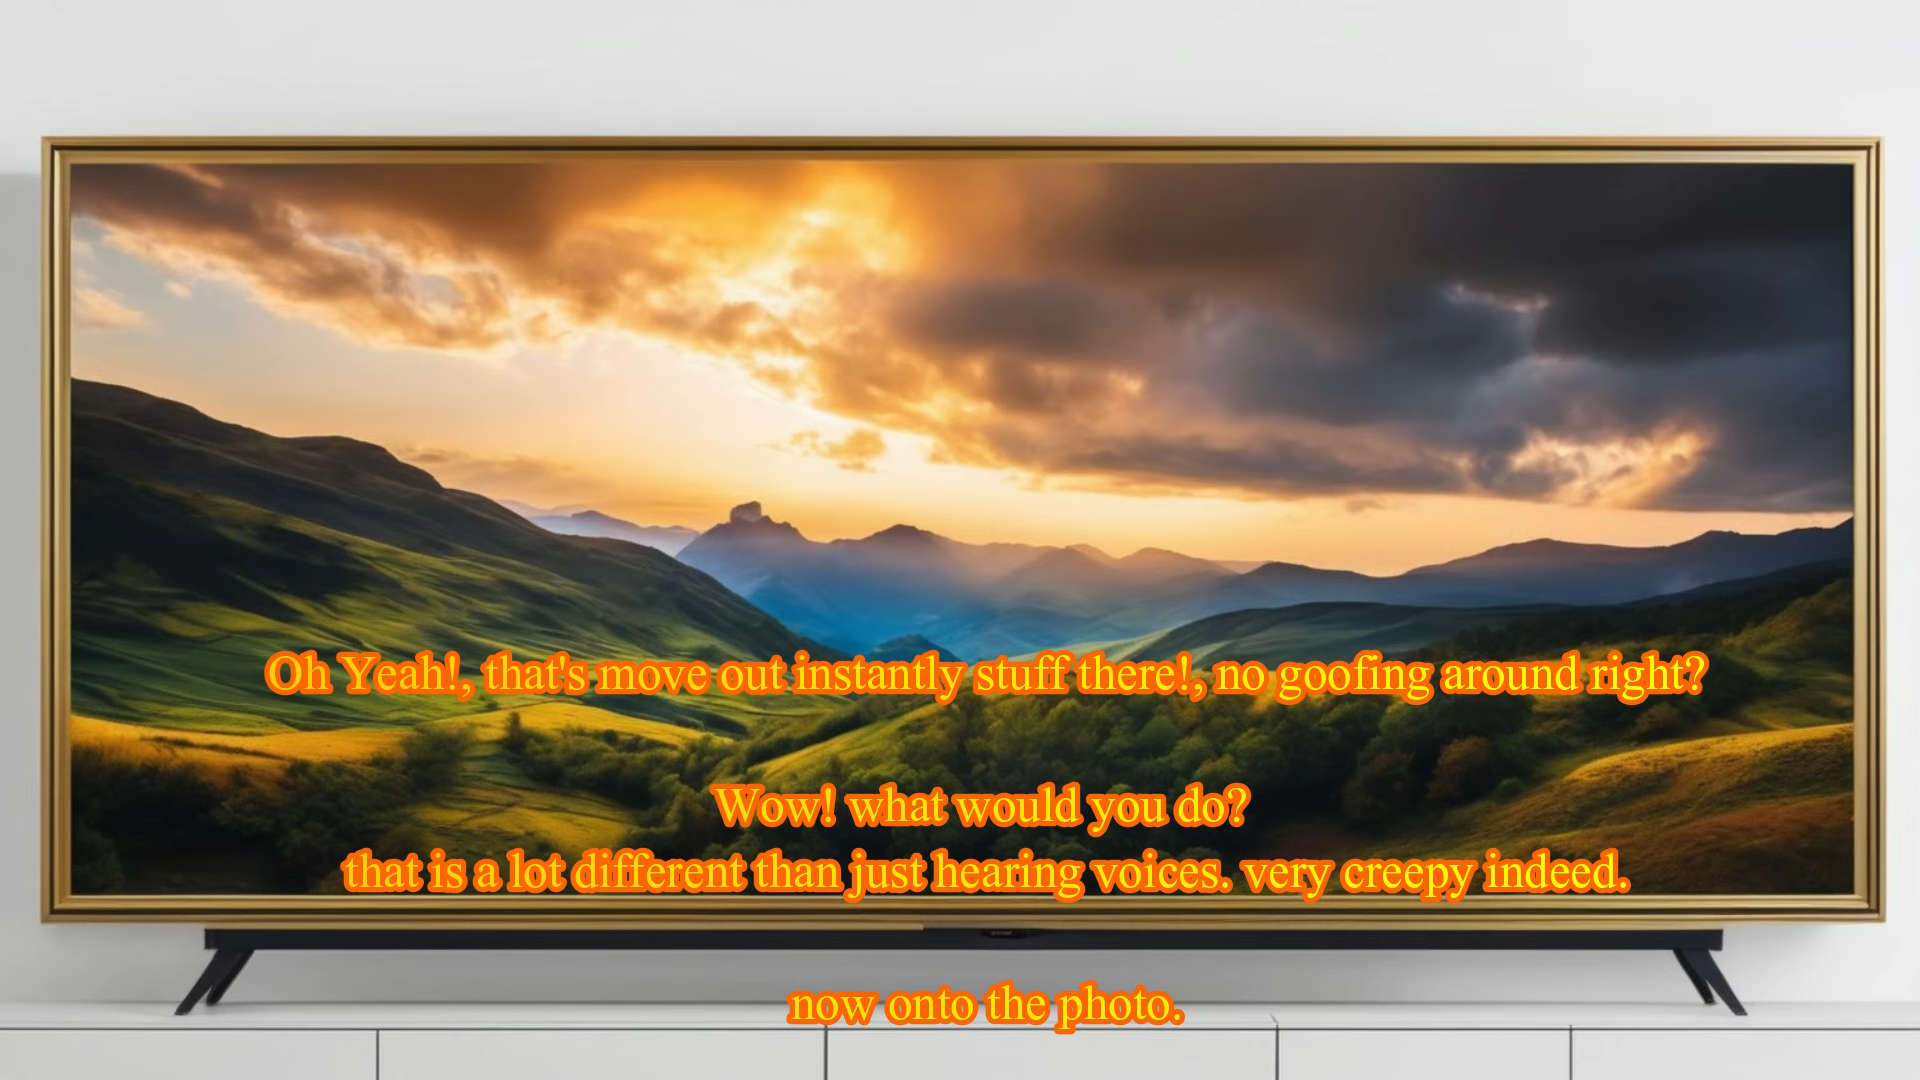 Oh Yeah!, that's move out instantly stuff there!, no goofing around right?
Wow! what would you do?
that is a lot different than just hearing voices. very creepy indeed.
now onto the photo.